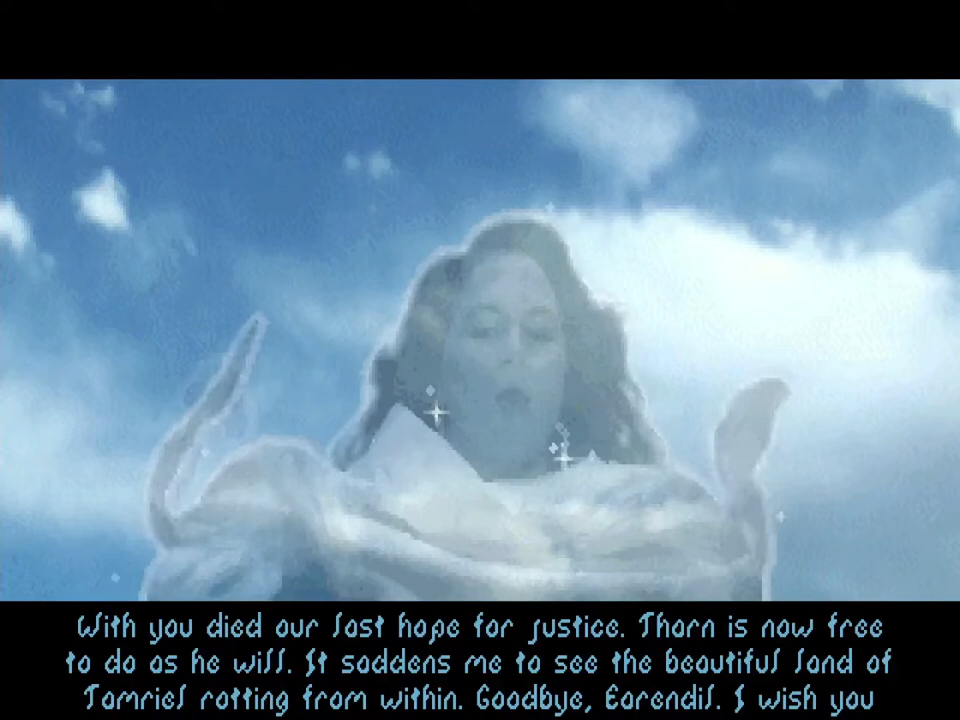 With you died our last hope for justice. Tharn is now free
to do as he will. It saddens me to see the beautiful land of
Tamriel rotting from within. Goodbye, Earendil. I wish you